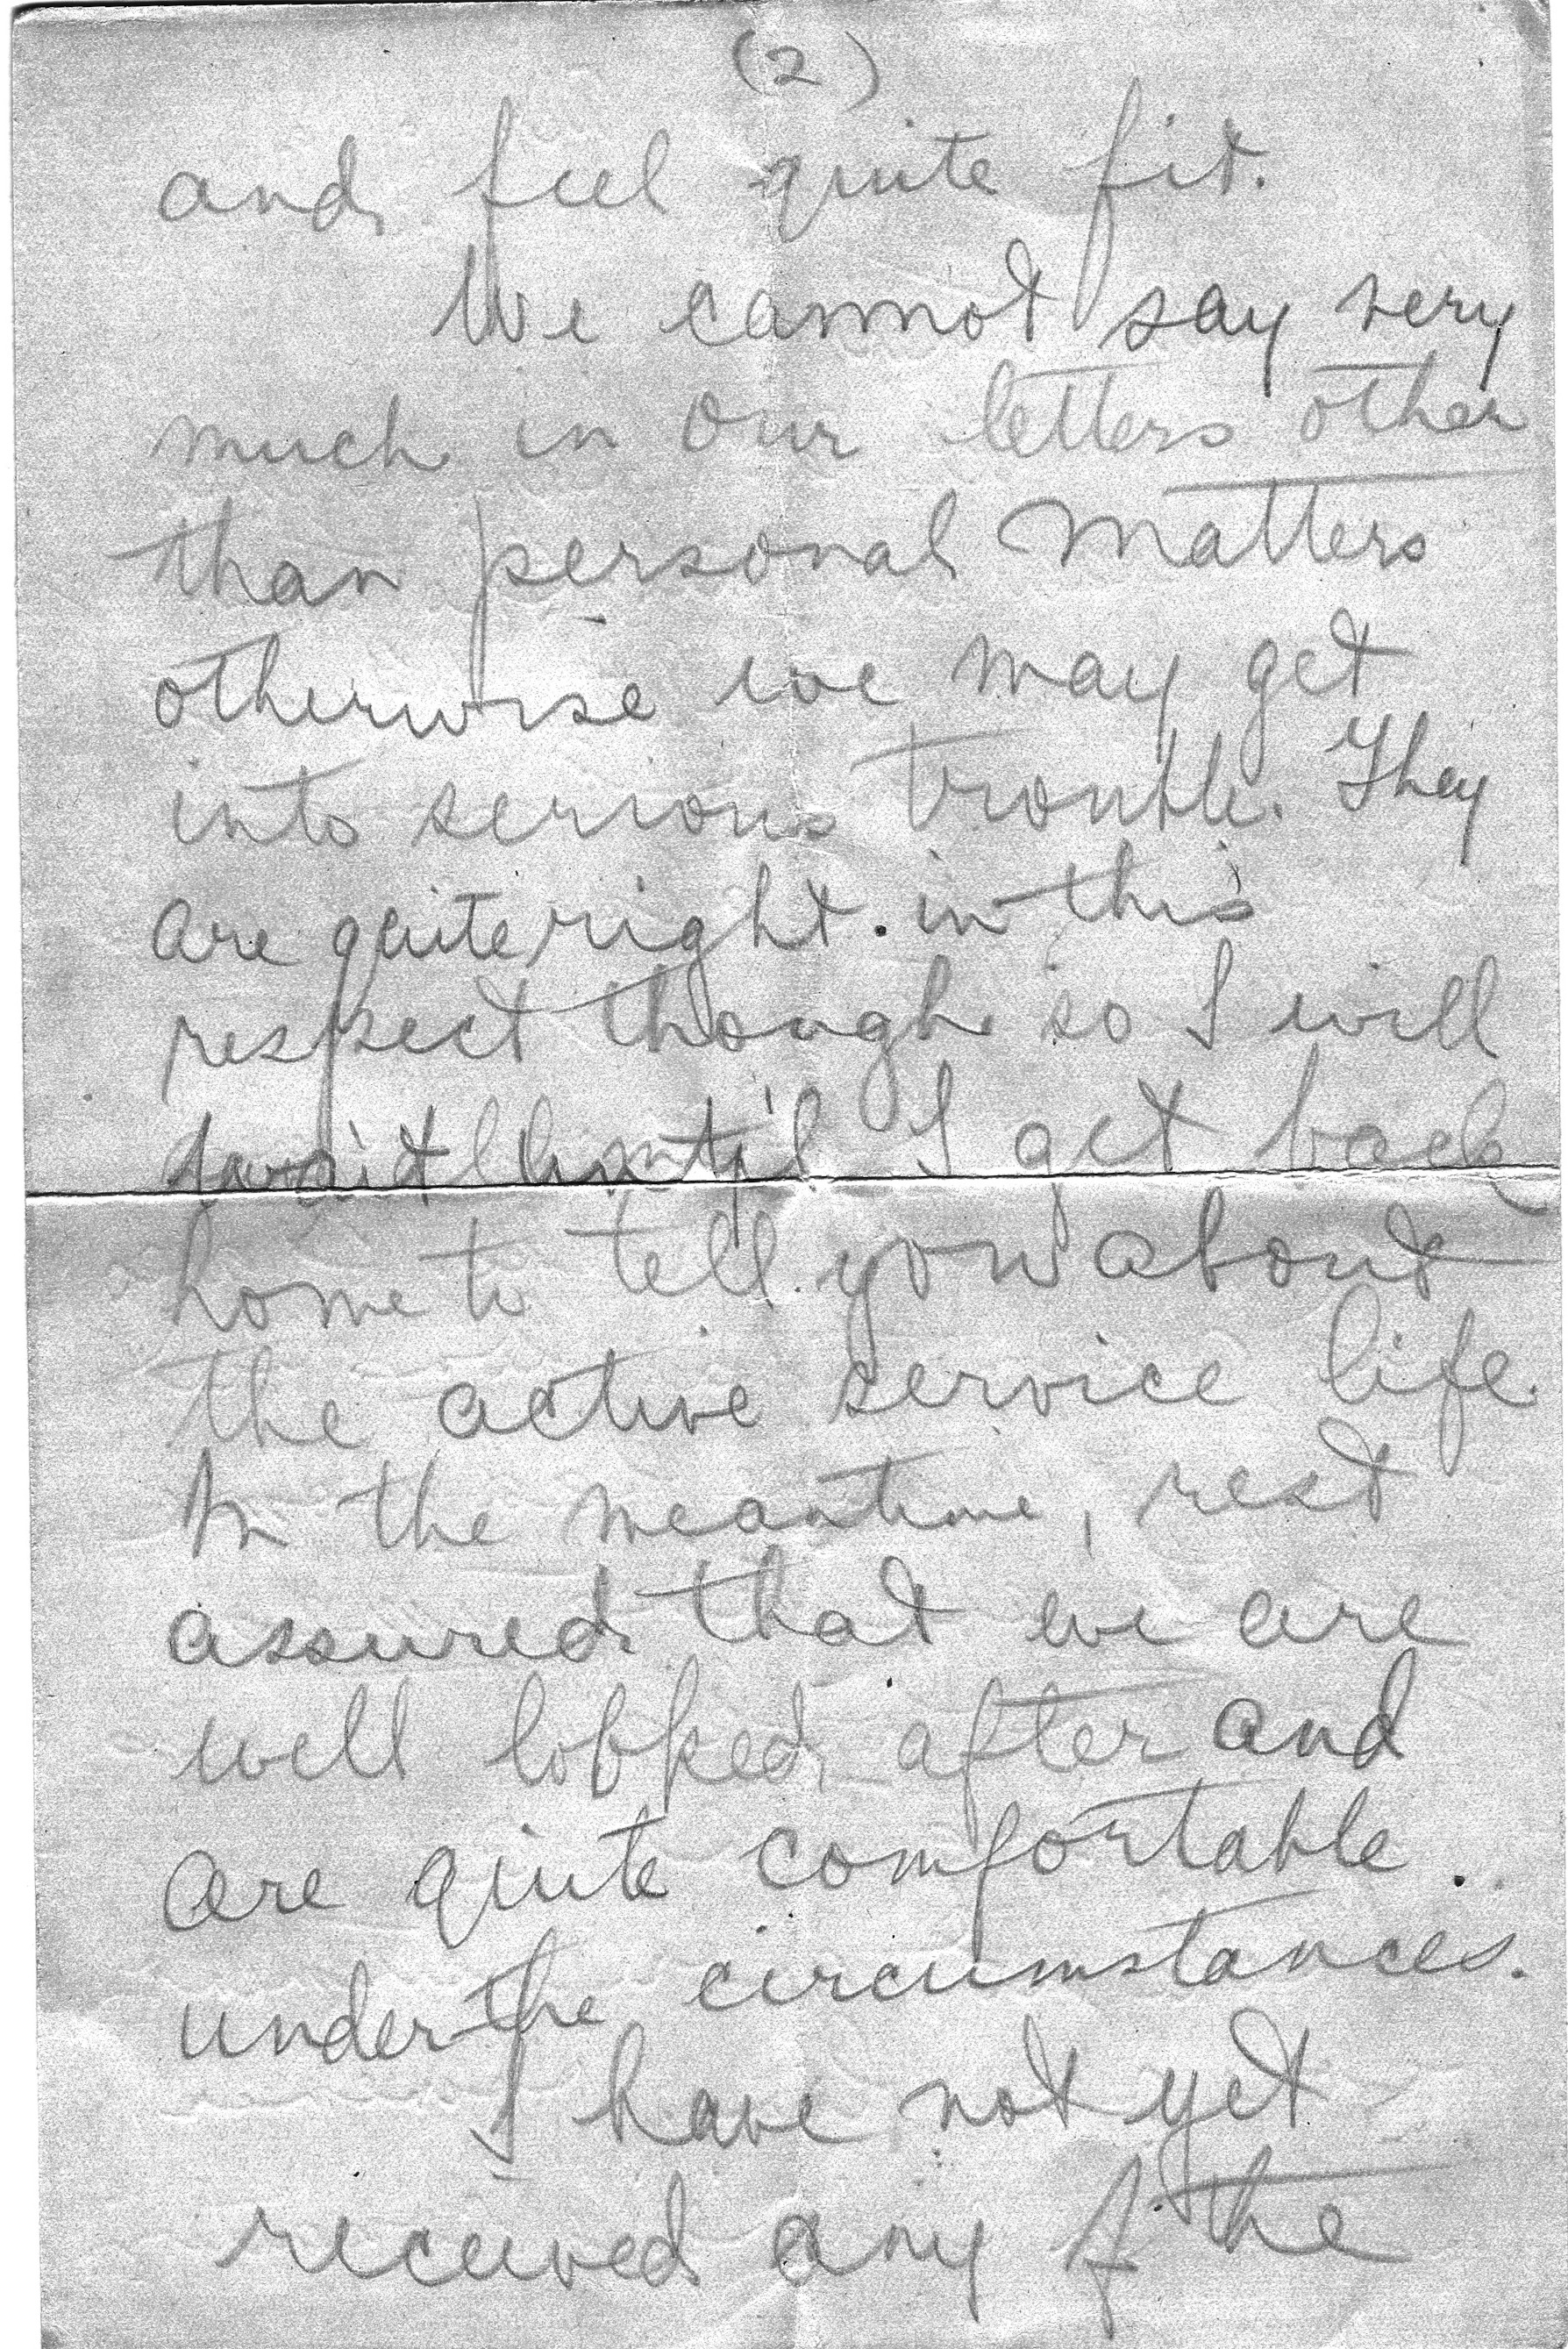 (2)
and feel quite fit.
We cannot say very
much in our letters other
than personal matters
otherwise we may get
into serious trouble. They
are quite right in this
respect though so I will
wait until I get back
home to tell you about
the active service life.
In the meantime, rest
assured that we are
well looked after and
are quite comfortable.
under the circumstances.
I have not yet
received any of the